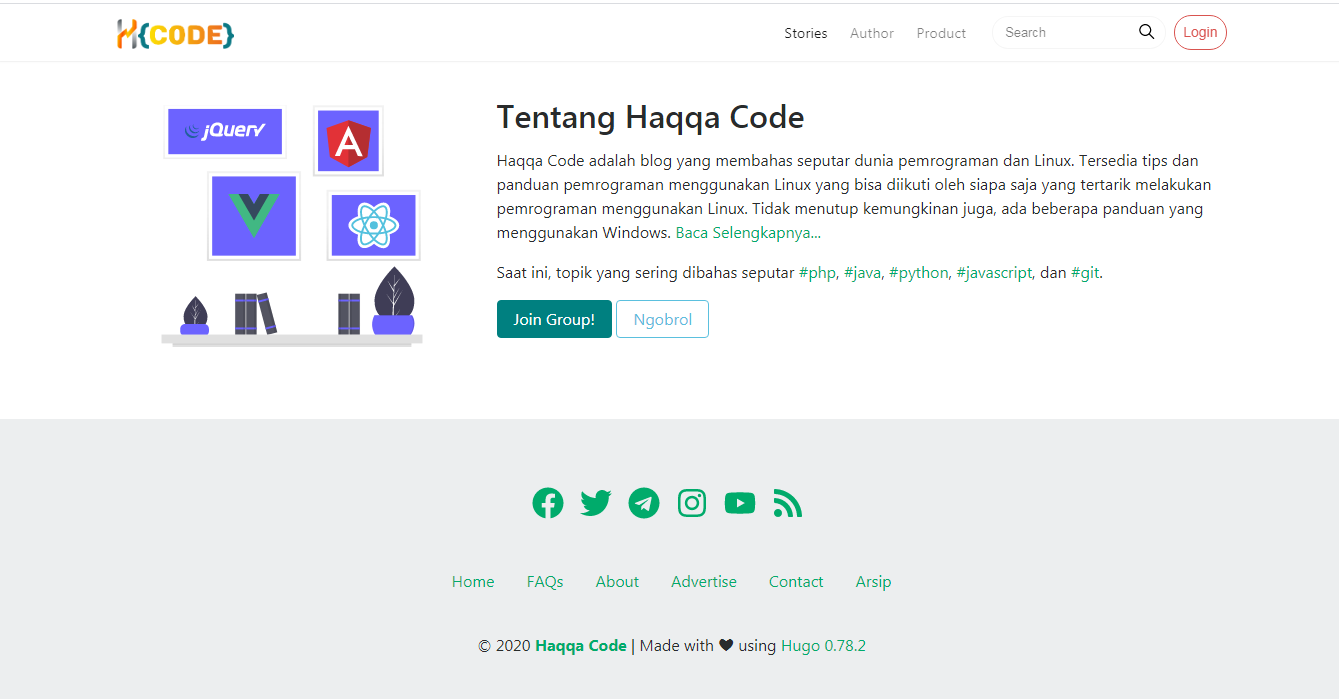 H{CODE}
Stories Author Product Search Login
jQuery
A
Tentang Haqqa Code
Haqqa Code adalah blog yang membahas seputar dunia pemrograman dan Linux. Tersedia tips dan
panduan pemrograman menggunakan Linux yang bisa diikuti oleh siapa saja yang tertarik melakukan
pemrograman menggunakan Linux. Tidak menutup kemungkinan juga, ada beberapa panduan yang
menggunakan Windows. Baca Selengkapnya...
Saat ini, topik yang sering dibahas seputar #php, #java, #python, #javascript, dan #git.
Join Group! Ngobrol
Home FAQs About Advertise Contact Arsip
© 2020 Haqqa Code | Made with ♥ using Hugo 0.78.2